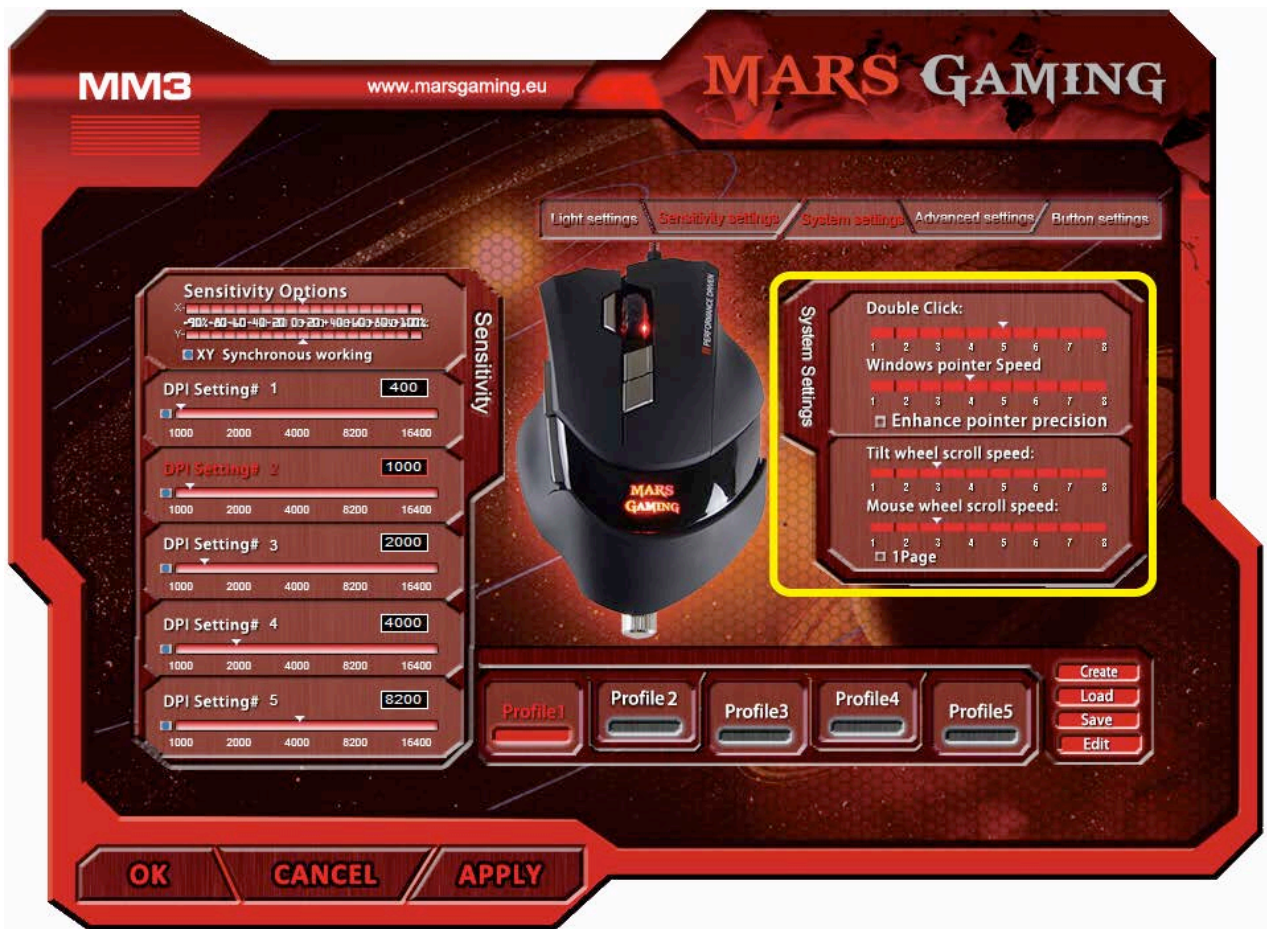 MM3
www.marsgaming.eu
MARS GAMING
Light settings Sensitivity settings System settings Advanced settings Button settings
Sensitivity Options
X-
Y-
XY Synchronous working
Sensitivity
DPI Setting# 1 400
1000 2000 4000 8200 16400
DPI Setting# 2 1000
1000 2000 4000 8200 16400
DPI Setting# 3 2000
1000 2000 4000 8200 16400
DPI Setting# 4 4000
1000 2000 4000 8200 16400
DPI Setting# 5 8200
1000 2000 4000 8200 16400
PERFORMANCE DRIVEN
MARS
GAMING
System Settings
Double Click:
1 2 3 4 5 6 7 8
Windows pointer Speed
1 2 3 4 5 6 7 8
Enhance pointer precision
Tilt wheel scroll speed:
1 2 3 4 5 6 7 8
Mouse wheel scroll speed:
1 2 3 4 5 6 7 8
1Page
Profile1 Profile 2 Profile3 Profile4 Profile5
Create
Load
Save
Edit
OK CANCEL APPLY